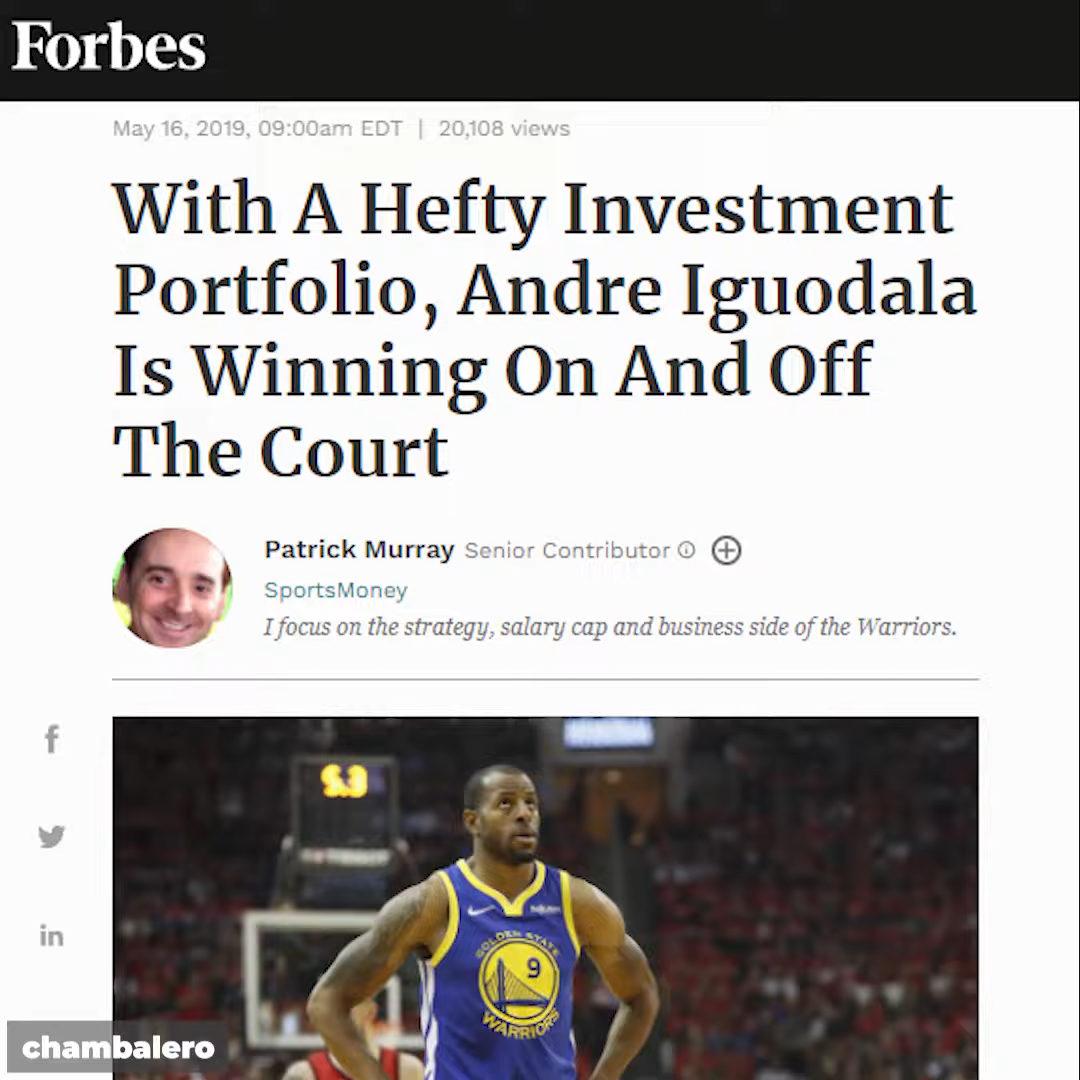 Forbes
May 16, 2019, 09:00am EDT | 20,108 views
With A Hefty Investment
Portfolio, Andre Iguodala
Is Winning On And Off
The Court
Patrick Murray Senior Contributor
SportsMoney
I focus on the strategy, salary cap and business side of the Warriors.
f
in
5.3
GOLDEN STATE
9
WARRIORS
chambalero